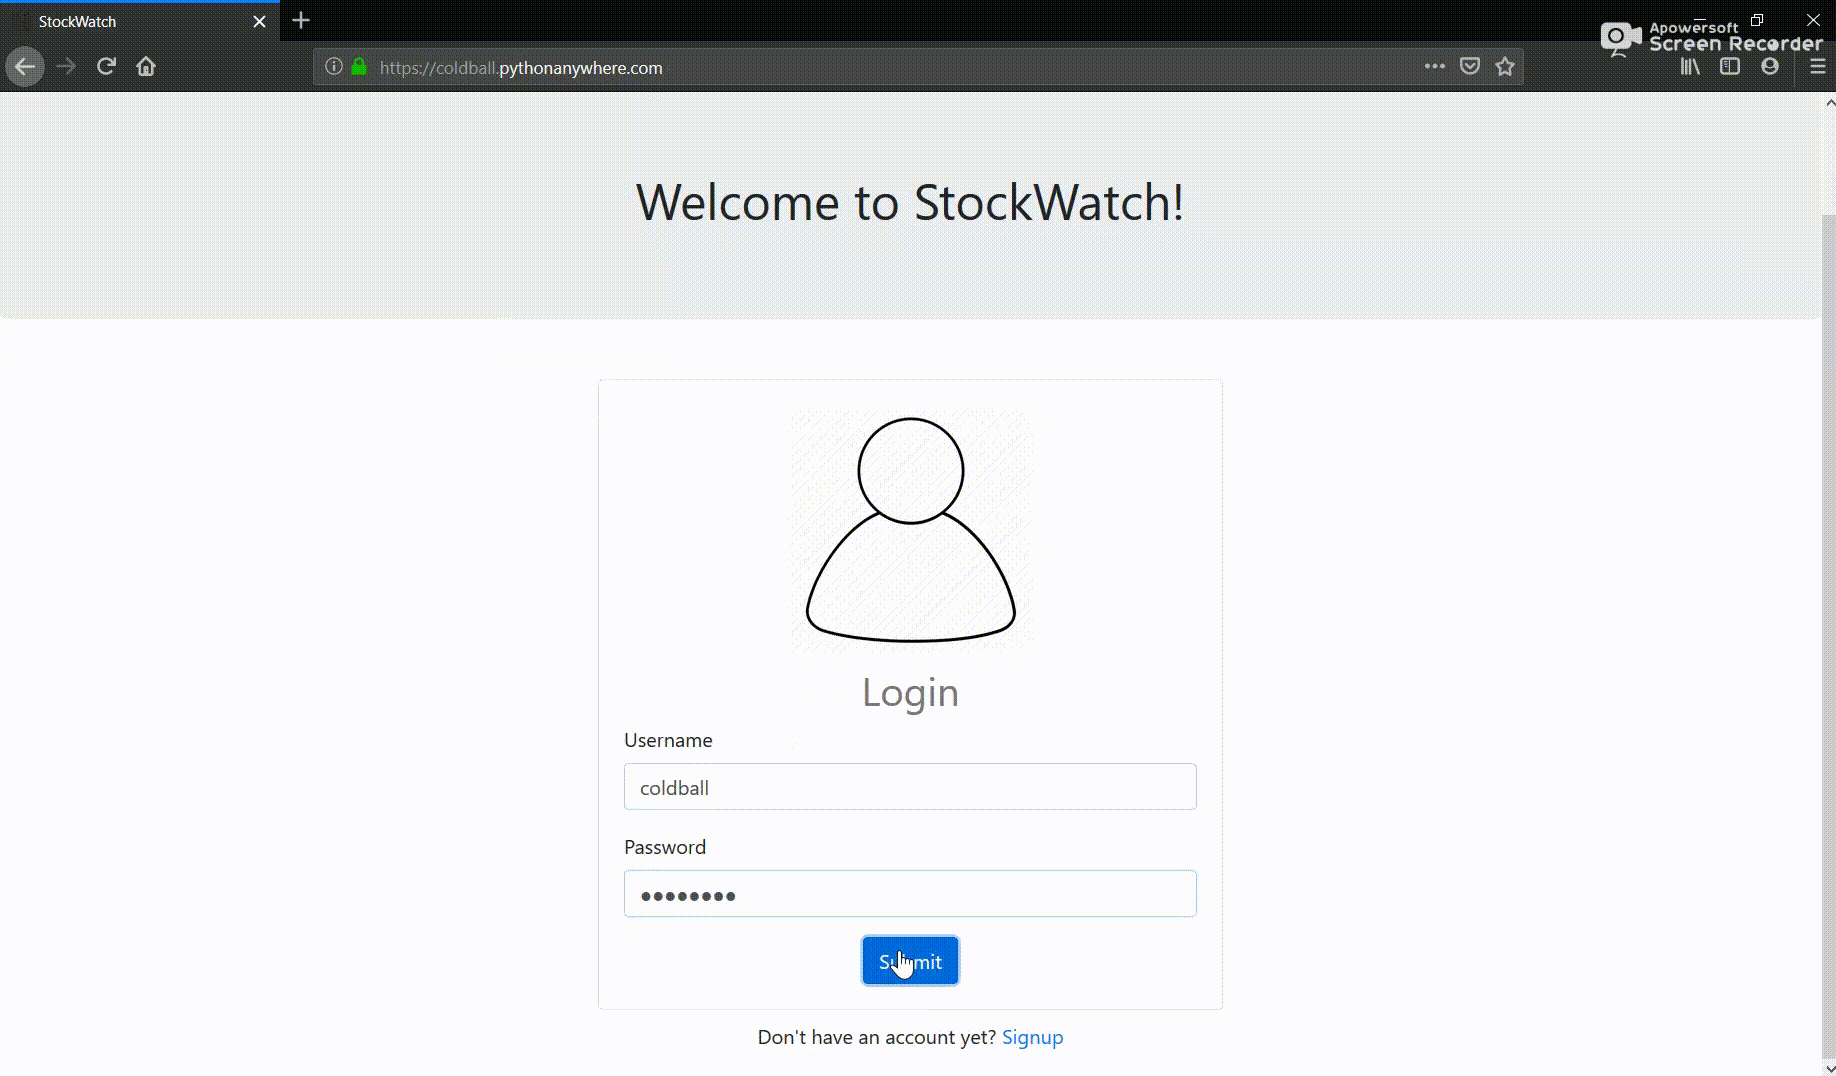 StockWatch
Apowersoft
Screen Recorder
https://coldball.pythonanywhere.com
Welcome to StockWatch!
Login
Username
coldball
Password
Submit
Don't have an account yet? Signup